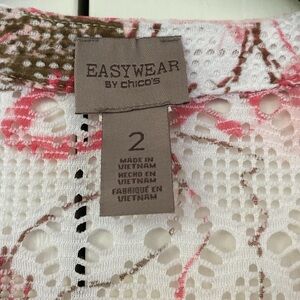 EASYWEAR
BY chico's
2
MADE IN
VIETNAM
HECHO EN
VIETNAM
FABRIQUÉ EN
VIETNAM